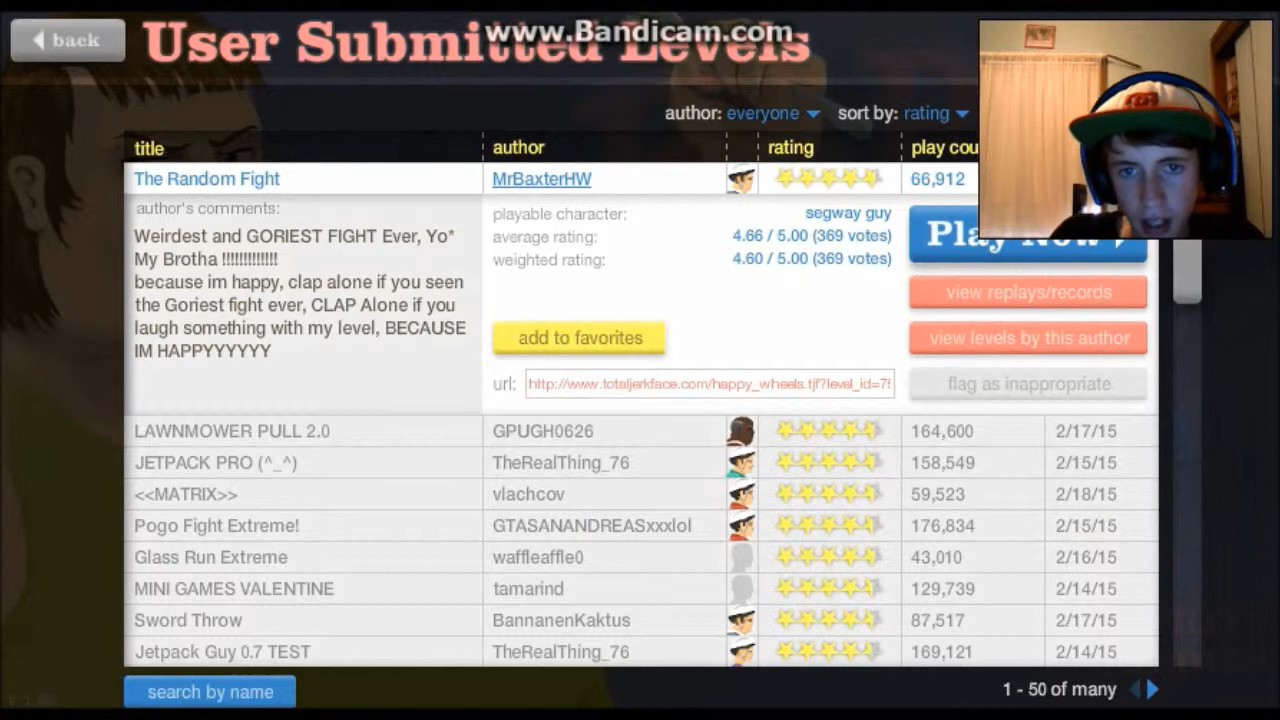 back
User Submitted Levels
www.Bandicam.com
author: everyone
sort by: rating
title
author
rating
play cou
The Random Fight
MrBaxterHW
66,912
author's comments:
Weirdest and GORIEST FIGHT Ever, Yo*
My Brotha !!!!!!!!!!!!!
because im happy, clap alone if you seen
the Goriest fight ever, CLAP Alone if you
laugh something with my level, BECAUSE
IM HAPPYYYYYY
playable character: segway guy
average rating: 4.66 / 5.00 (369 votes)
weighted rating: 4.60 / 5.00 (369 votes)
add to favorites
url: http://www.totaljerkface.com/happy_wheels.tjf?level_id=7
Play Now
view replays/records
view levels by this author
flag as inappropriate
LAWNMOWER PULL 2.0 GPUGH0626 164,600 2/17/15
JETPACK PRO (^_^) TheRealThing_76 158,549 2/15/15
<<MATRIX>> vlachcov 59,523 2/18/15
Pogo Fight Extreme! GTASANANDREASxxxlol 176,834 2/15/15
Glass Run Extreme waffleaffle0 43,010 2/16/15
MINI GAMES VALENTINE tamarind 129,739 2/14/15
Sword Throw BannanenKaktus 87,517 2/17/15
Jetpack Guy 0.7 TEST TheRealThing_76 169,121 2/14/15
search by name
1 - 50 of many